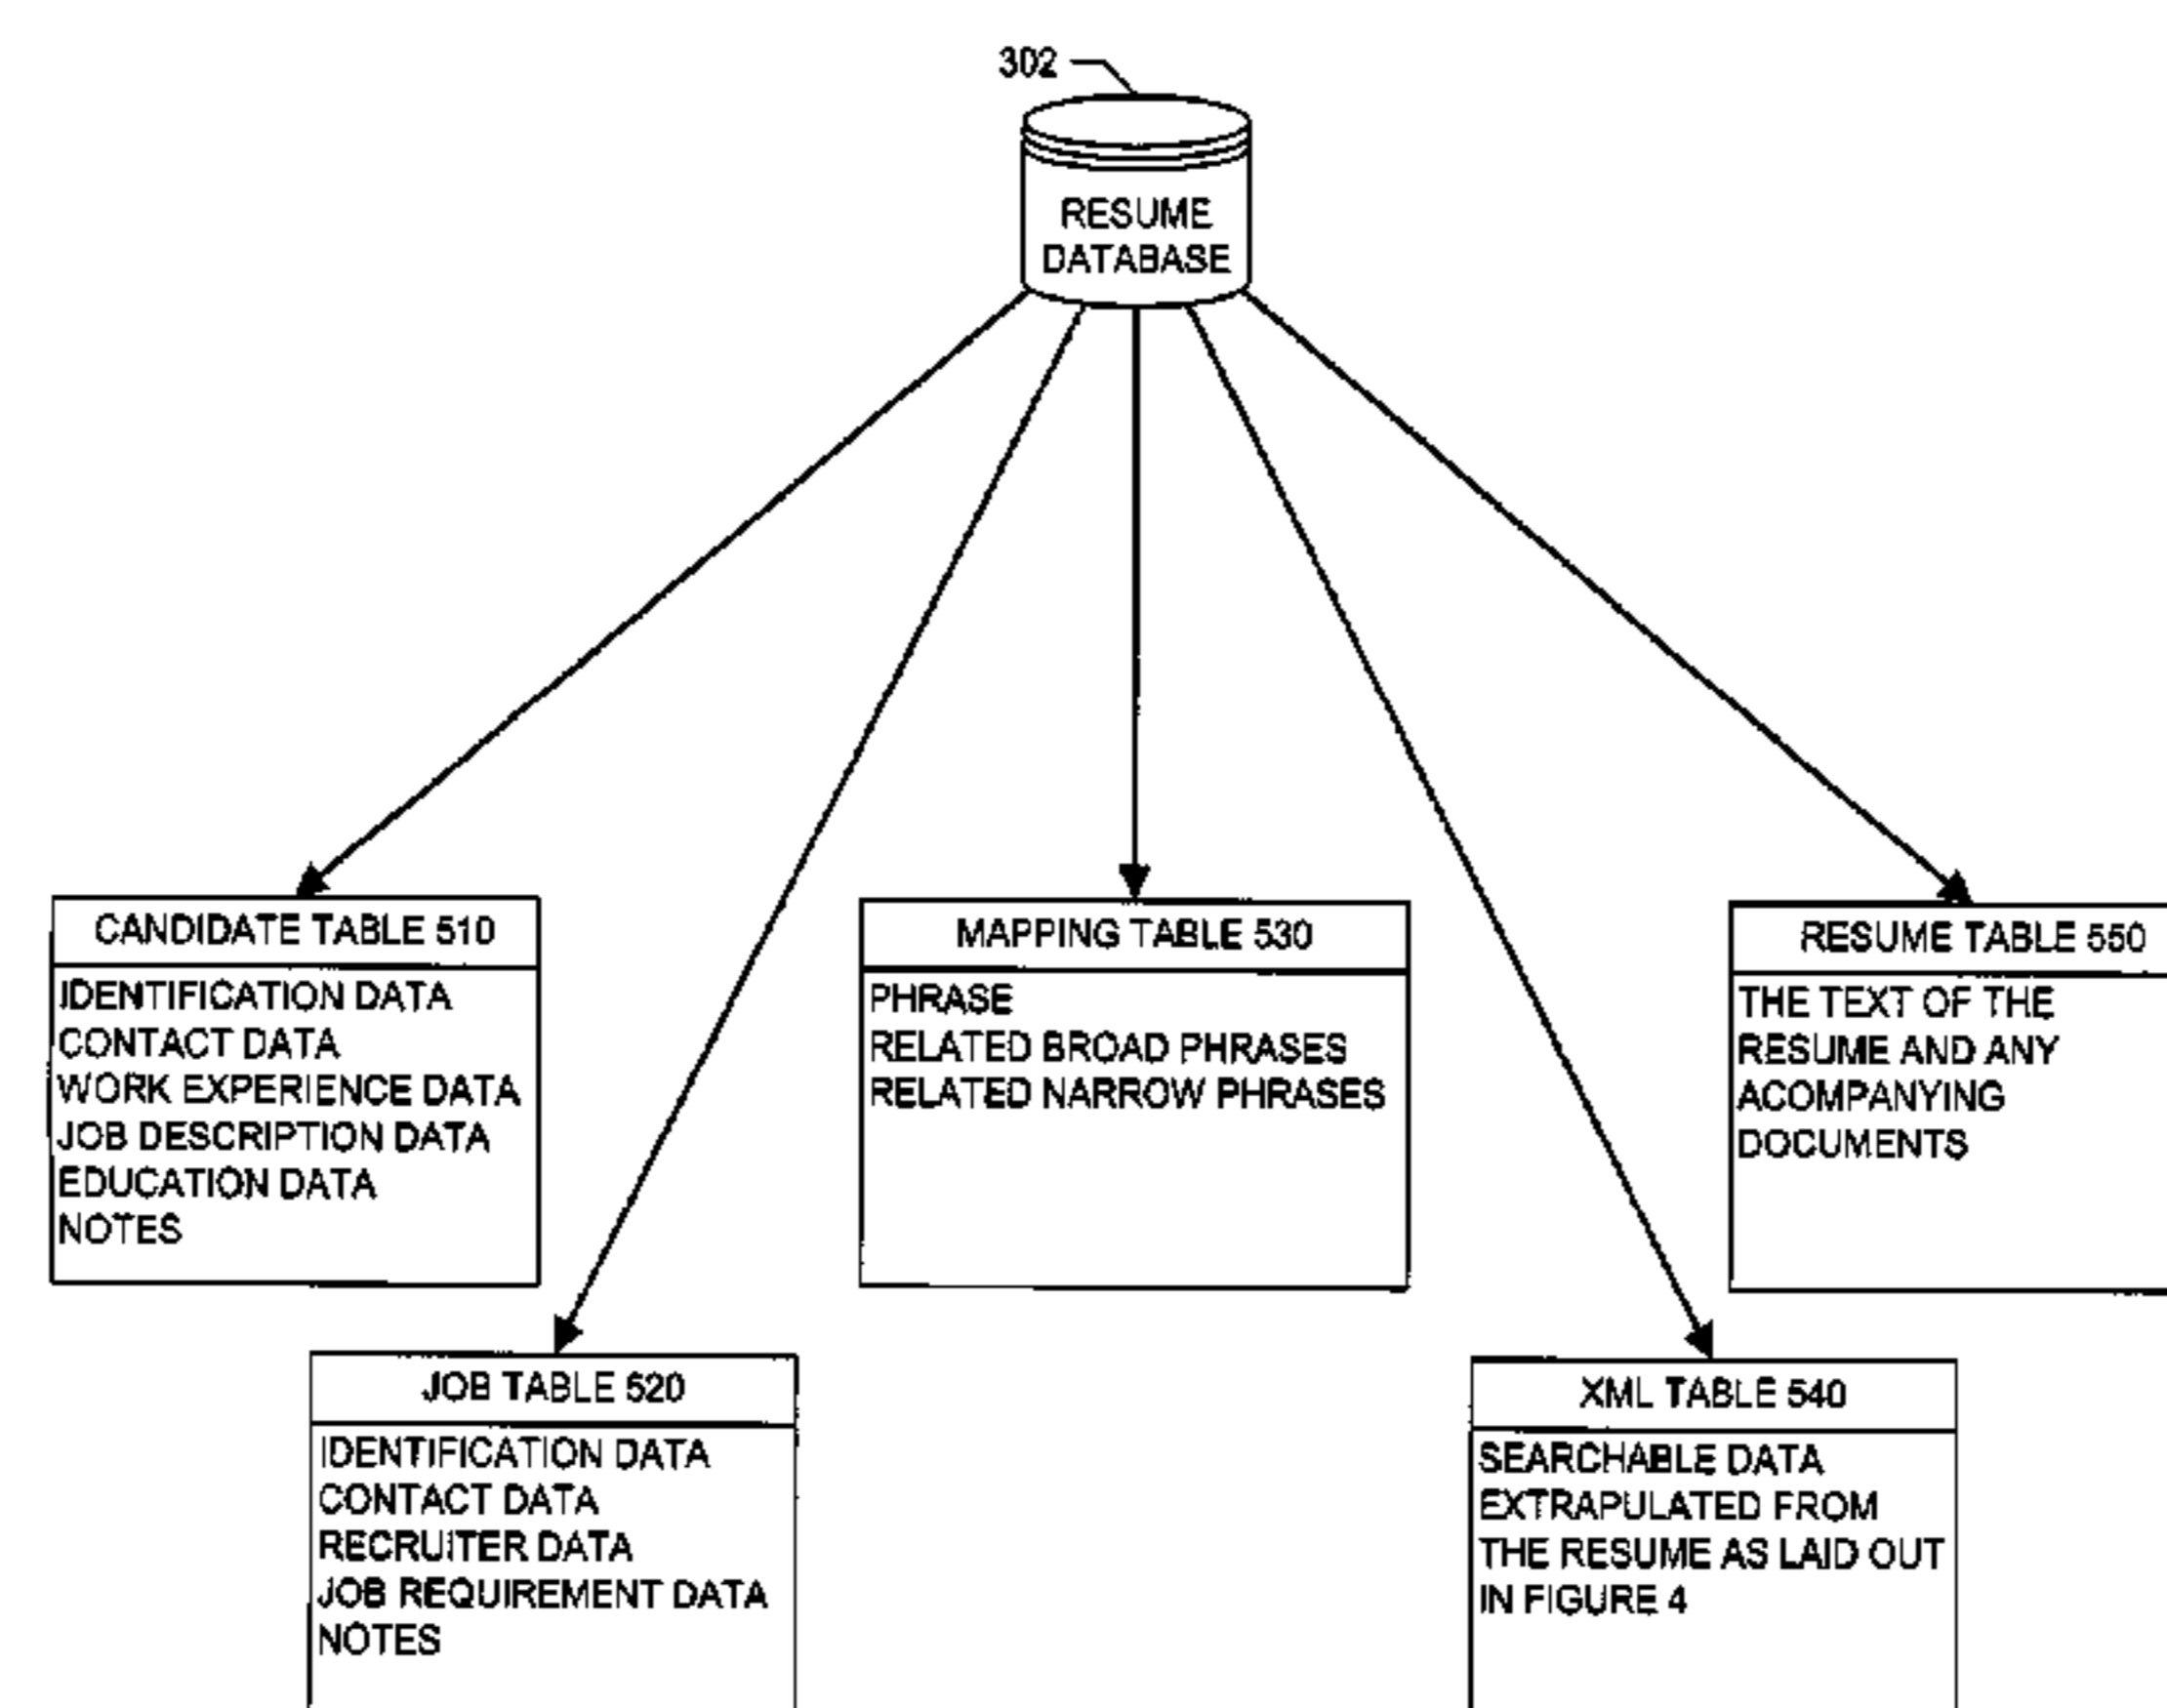 302
RESUME
DATABASE
CANDIDATE TABLE 510
IDENTIFICATION DATA
CONTACT DATA
WORK EXPERIENCE DATA
JOB DESCRIPTION DATA
EDUCATION DATA
NOTES
MAPPING TABLE 530
PHRASE
RELATED BROAD PHRASES
RELATED NARROW PHRASES
RESUME TABLE 550
THE TEXT OF THE
RESUME AND ANY
ACOMPANYING
DOCUMENTS
JOB TABLE 520
IDENTIFICATION DATA
CONTACT DATA
RECRUITER DATA
JOB REQUIREMENT DATA
NOTES
XML TABLE 540
SEARCHABLE DATA
EXTRAPULATED FROM
THE RESUME AS LAID OUT
IN FIGURE 4